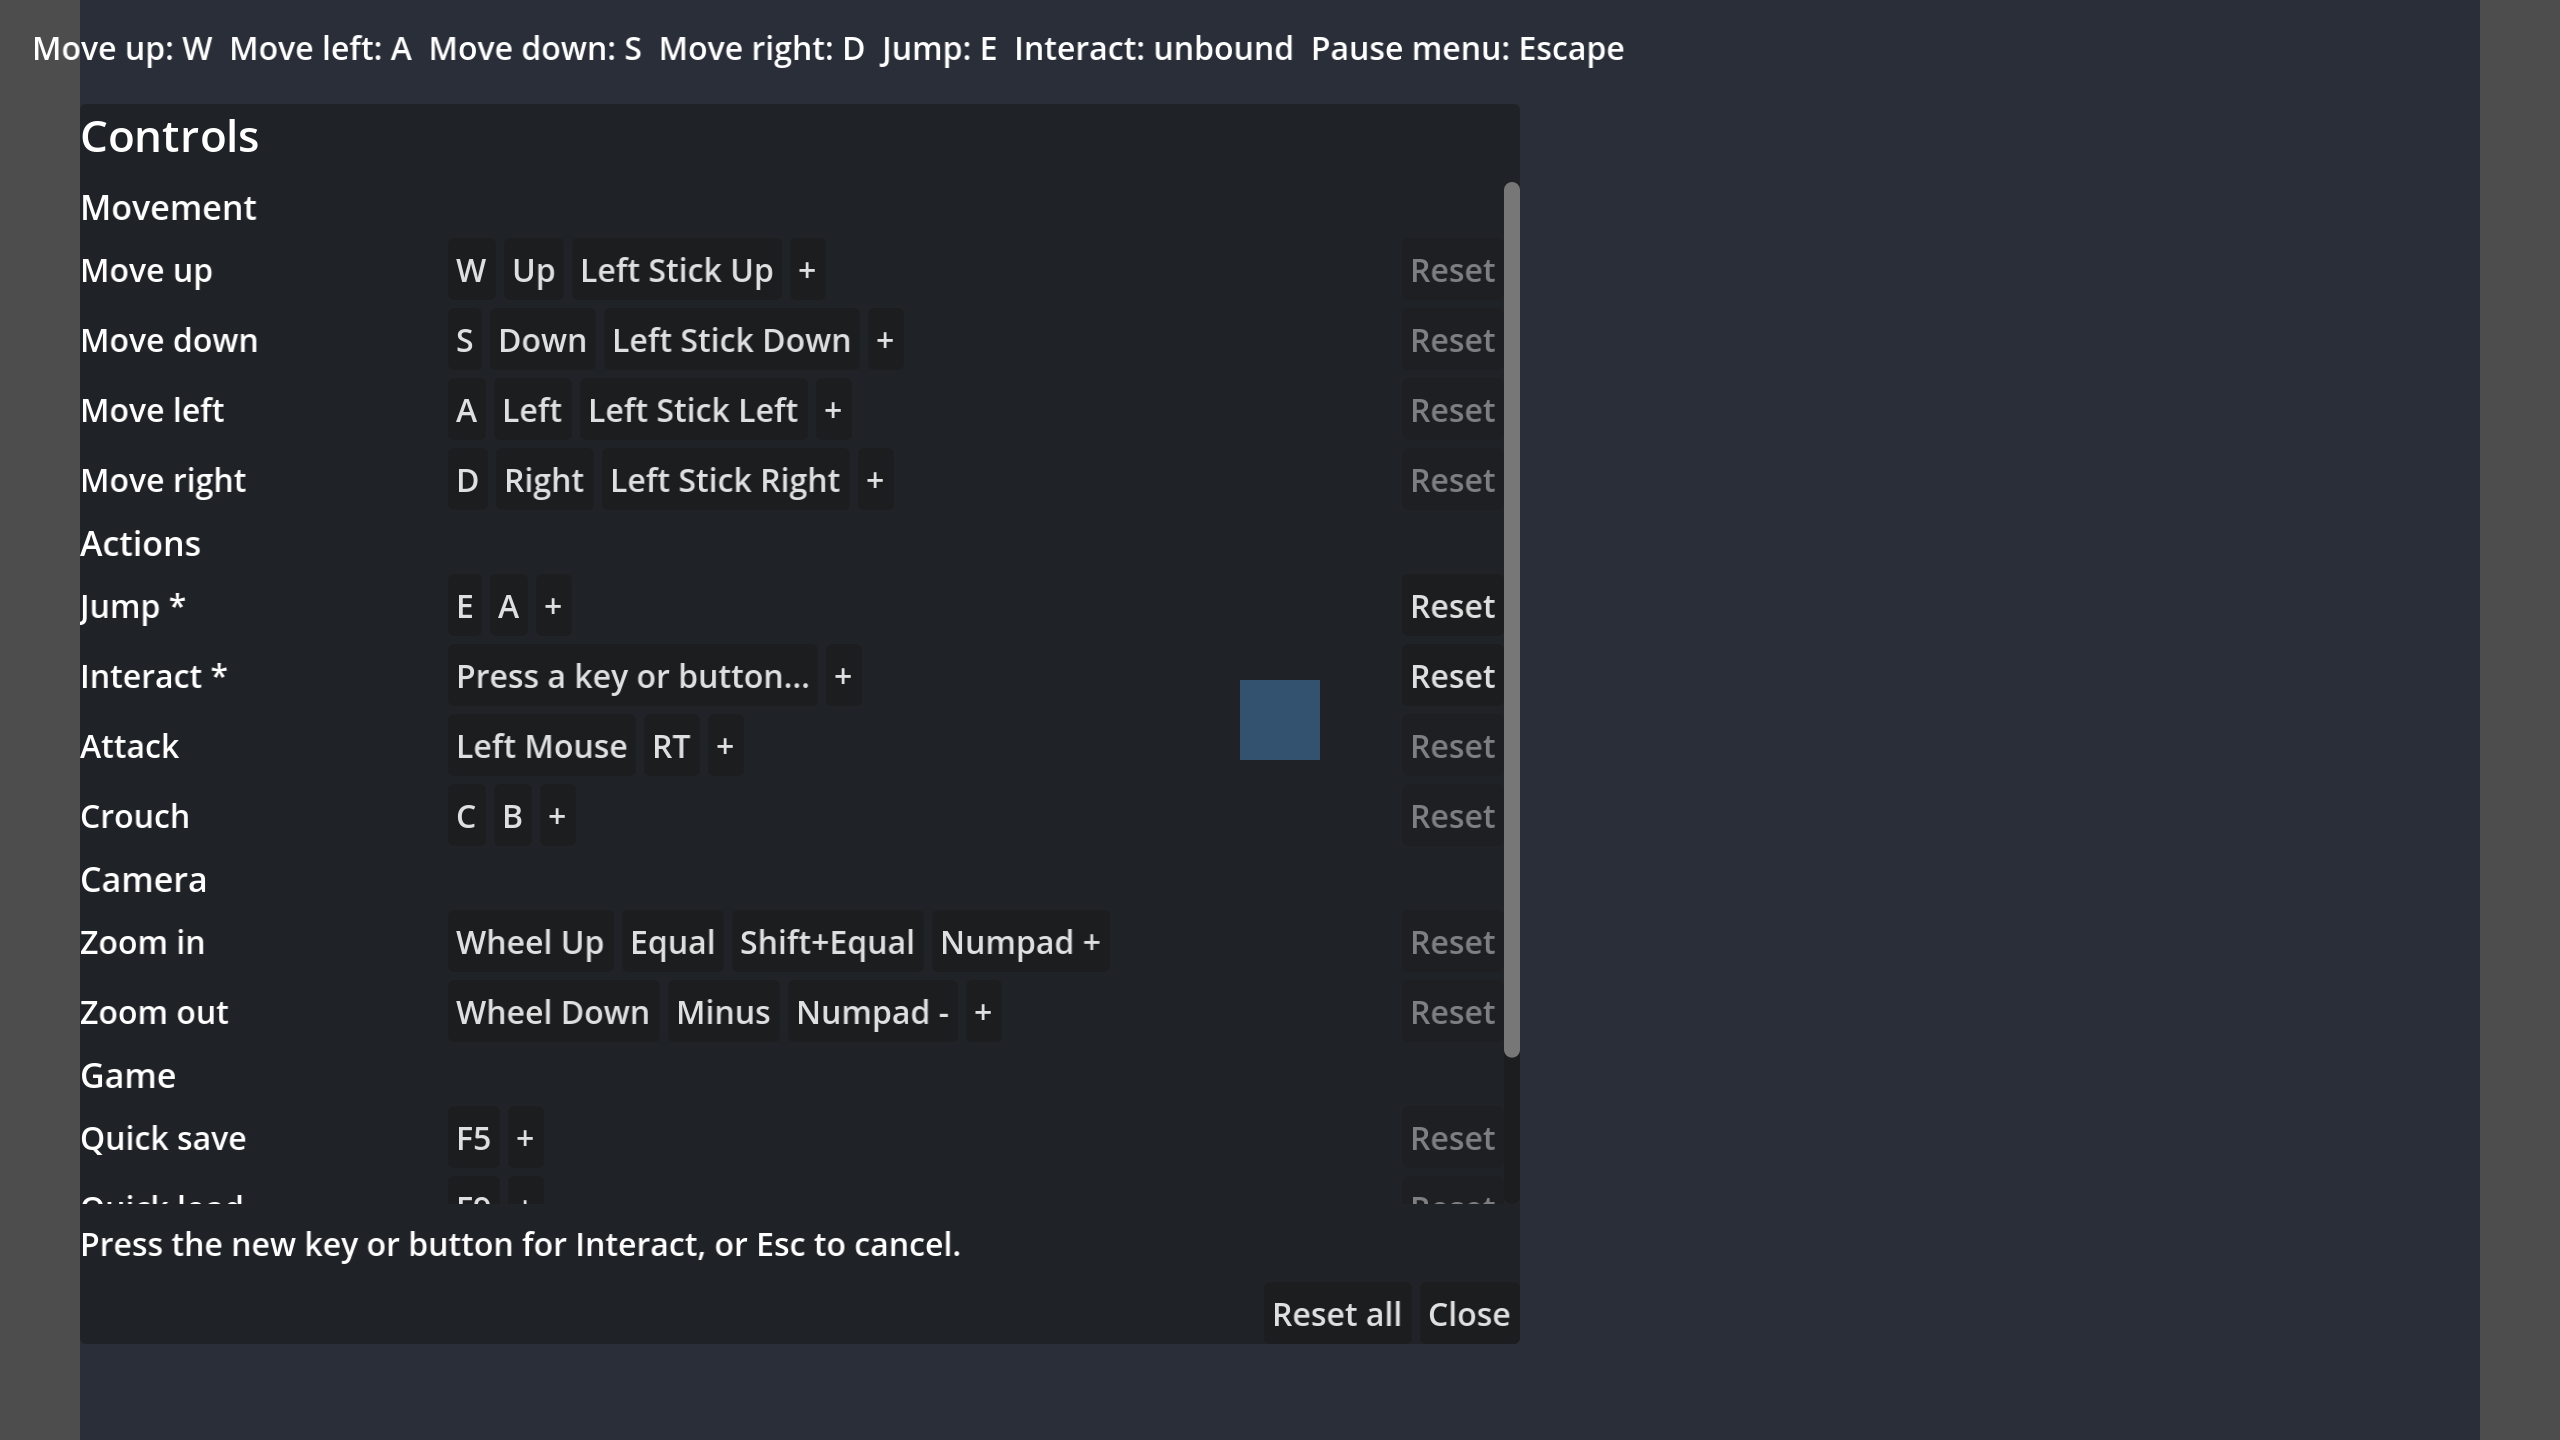 Move up: W  Move left: A  Move down: S  Move right: D  Jump: E  Interact: unbound  Pause menu: Escape
Controls
Movement
Move up W Up Left Stick Up + Reset
Move down S Down Left Stick Down + Reset
Move left A Left Left Stick Left + Reset
Move right D Right Left Stick Right + Reset
Actions
Jump * E A + Reset
Interact * Press a key or button... + Reset
Attack Left Mouse RT + Reset
Crouch C B + Reset
Camera
Zoom in Wheel Up Equal Shift+Equal Numpad + Reset
Zoom out Wheel Down Minus Numpad - + Reset
Game
Quick save F5 + Reset
Quick load F9 + Reset
Press the new key or button for Interact, or Esc to cancel.
Reset all Close